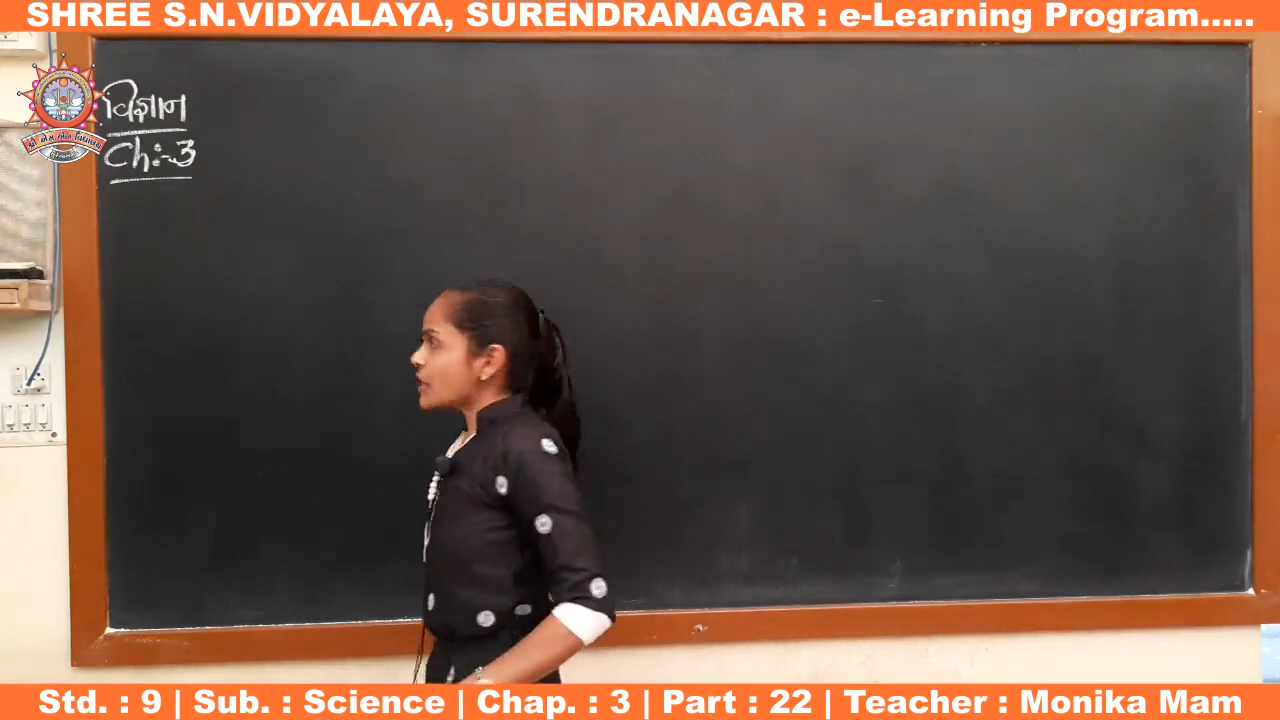 SHREE S.N.VIDYALAYA, SURENDRANAGAR : e-Learning Program.....
વિજ્ઞાન
Ch:-3
Std. : 9 | Sub. : Science | Chap. : 3 | Part : 22 | Teacher : Monika Mam